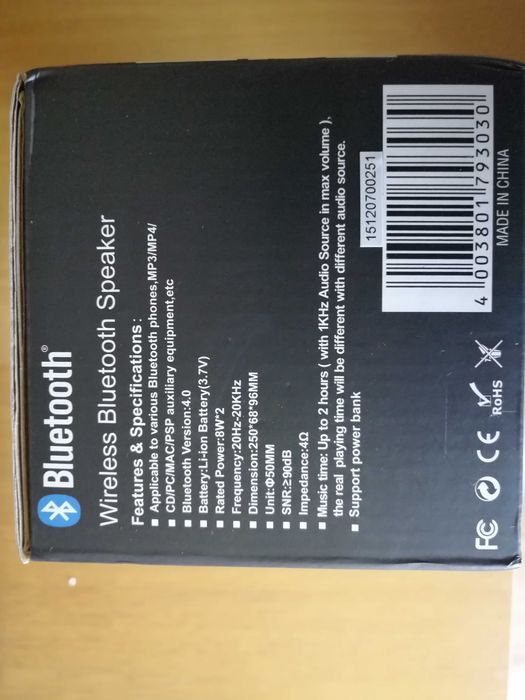 Bluetooth®
Wireless Bluetooth Speaker
Features & Specifications:
■ Applicable to various Bluetooth phones,MP3/MP4/
■ CD/PC/MAC/PSP auxiliary equipment,etc
■ Bluetooth Version:4.0
■ Battery:Li-ion Battery(3.7V)
■ Rated Power:8W*2
■ Frequency:20Hz-20KHz
■ Dimension:250*68*96MM
■ Unit:Φ50MM
■ SNR:≥90dB
■ Impedance:4Ω
■ Music time: Up to 2 hours ( with 1KHz Audio Source in max volume ),
the real playing time will be different with different audio source.
■ Support power bank
15120700251
4 003801 793030
FC CE RoHS
MADE IN CHINA